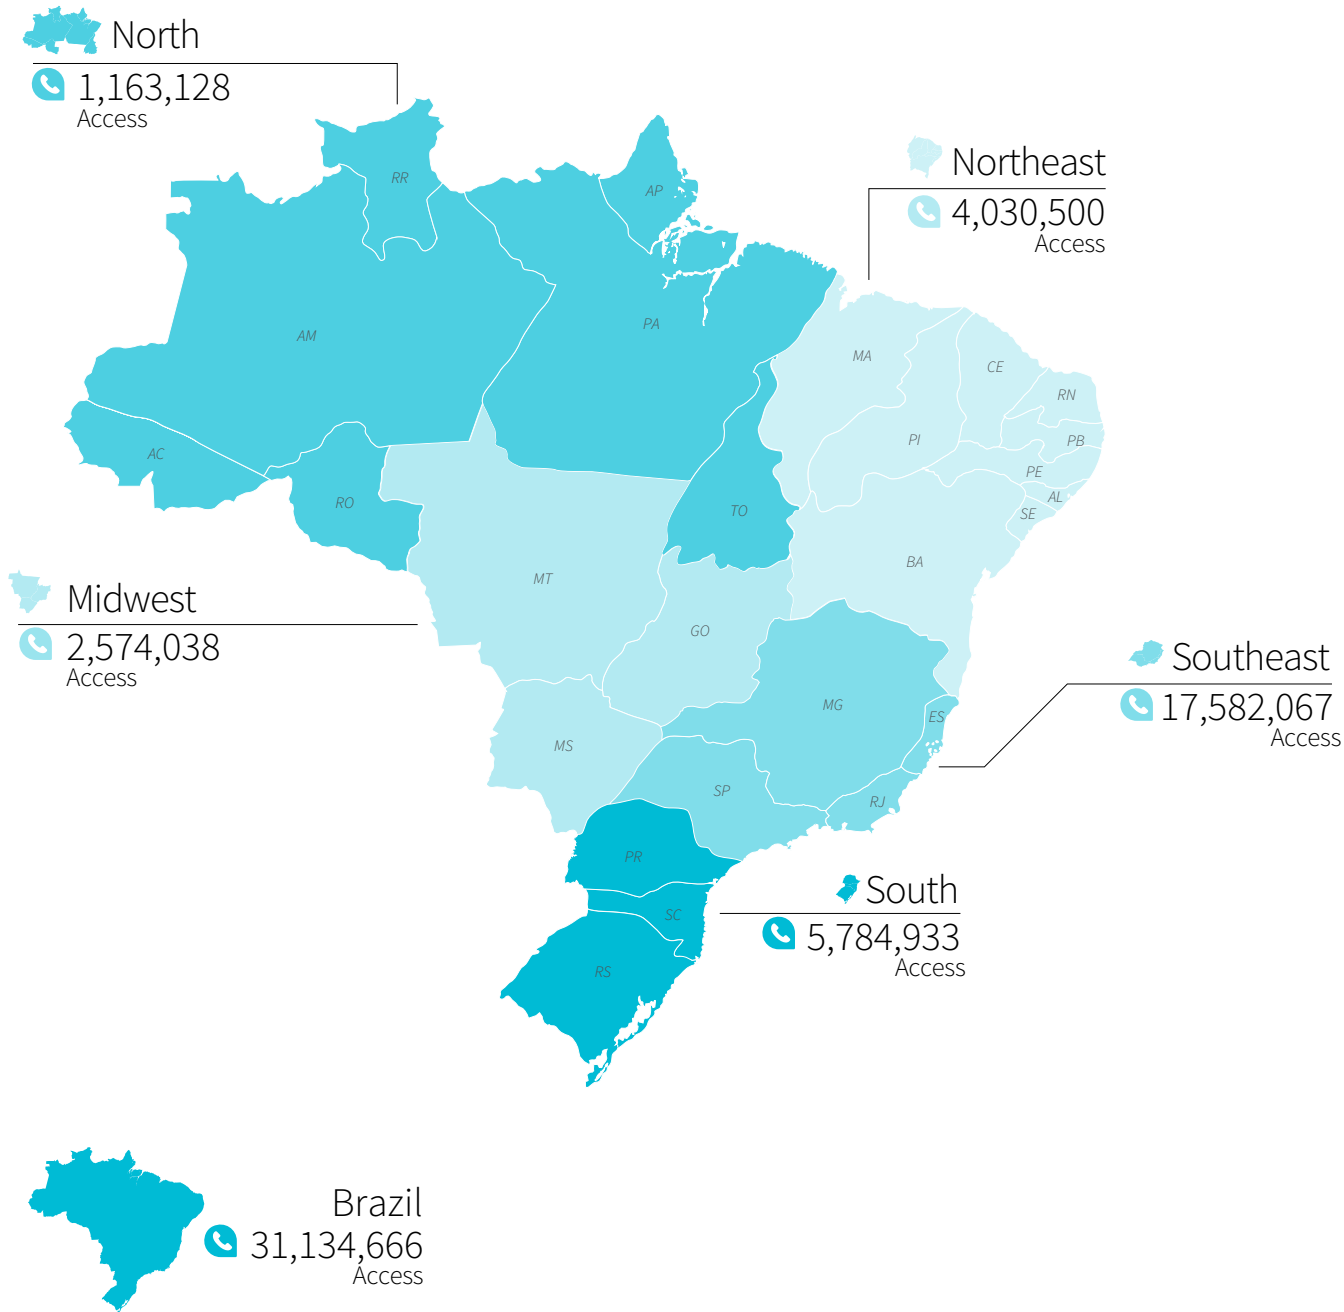 North
1,163,128
Access
Northeast
4,030,500
Access
RR
AP
AM
PA
MA
CE
RN
PI
PB
PE
AL
SE
AC
RO
TO
BA
MT
GO
Midwest
2,574,038
Access
Southeast
17,582,067
Access
MG
ES
MS
SP
RJ
PR
SC
RS
South
5,784,933
Access
Brazil
31,134,666
Access